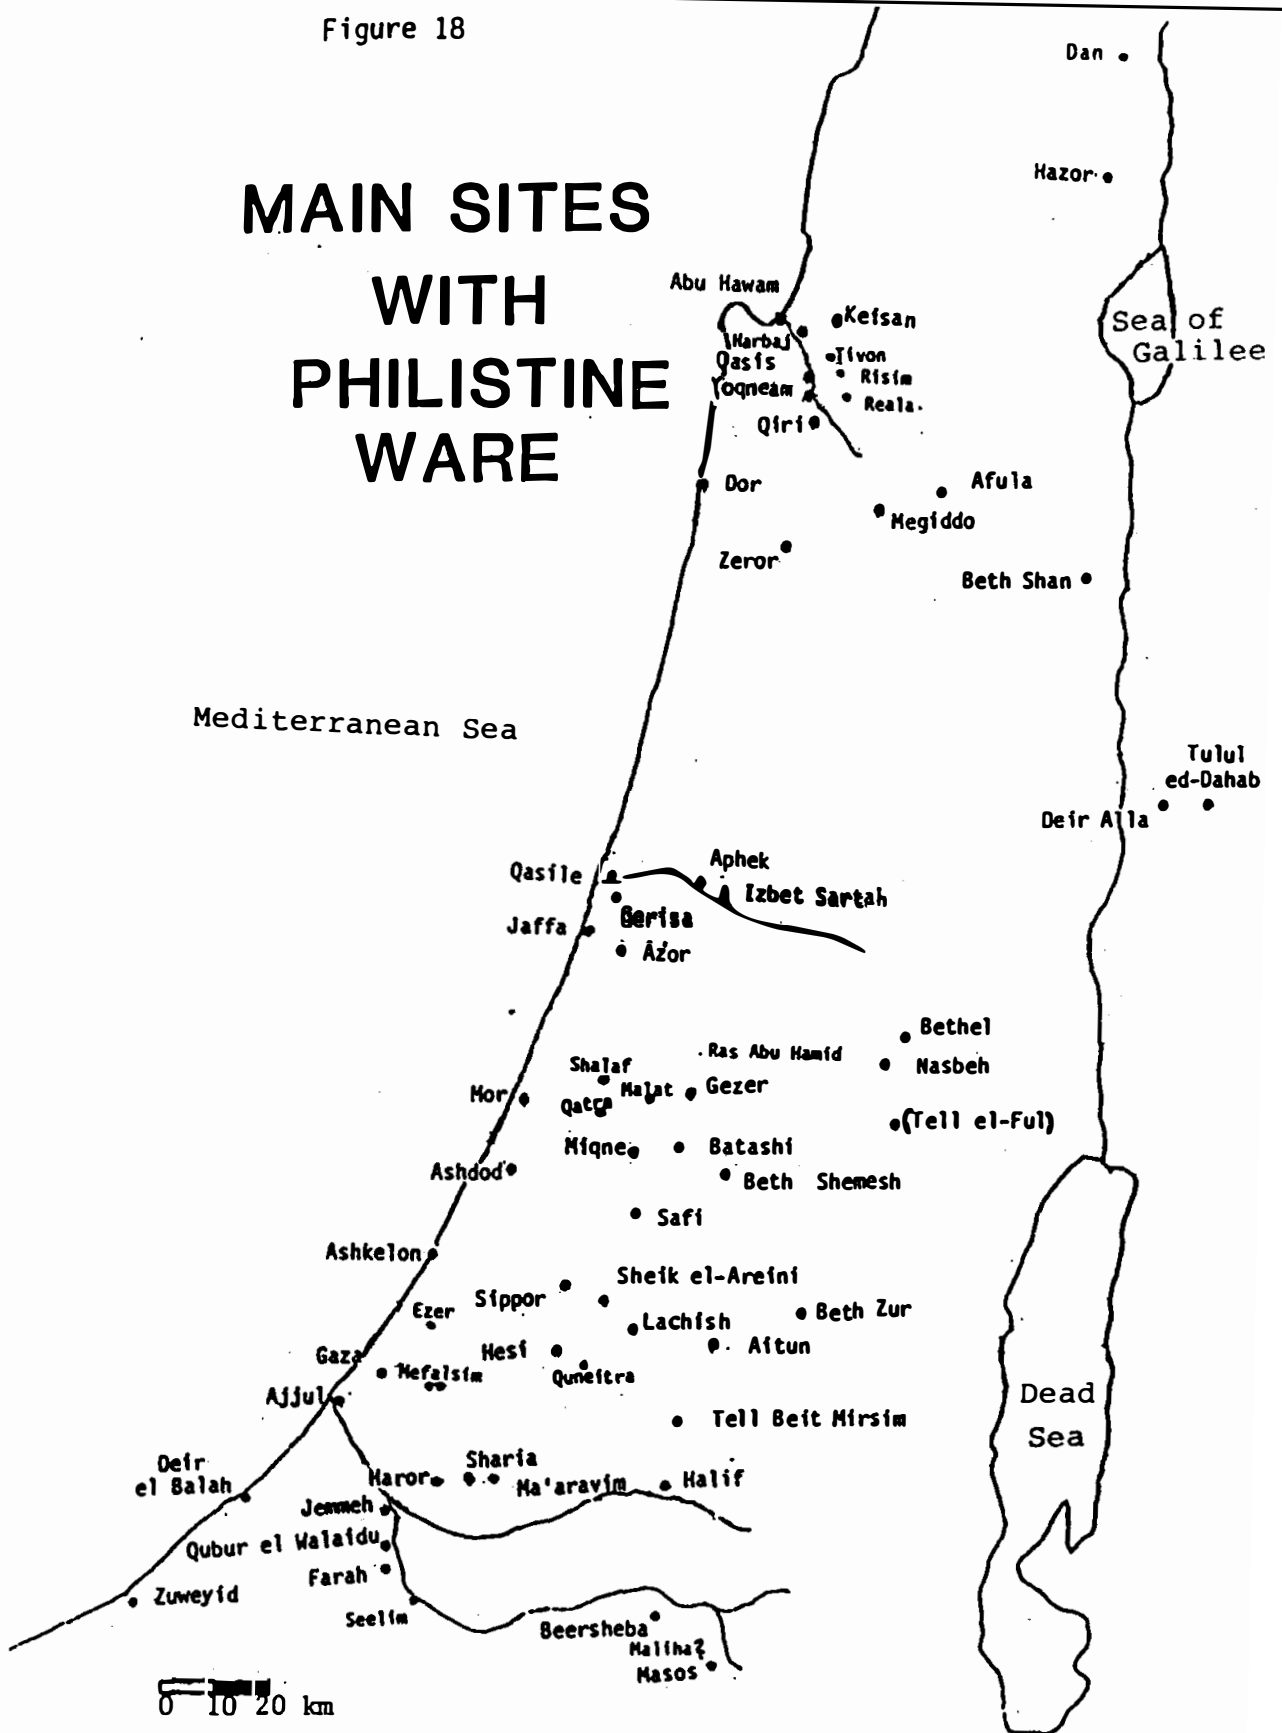 Figure 18
MAIN SITES
WITH
PHILISTINE
WARE
Dan
Hazor
Abu Hawam
Keisan
Harbaj
Tivon
Qasis
Risim
Yoqneam
Reala
Qiri
Sea of
Galilee
Dor
Afula
Megiddo
Zeror
Beth Shan
Mediterranean Sea
Tulul
ed-Dahab
Deir Alla
Qasile
Aphek
Izbet Sartah
Gerisa
Jaffa
Azor
Bethel
Ras Abu Hamid
Nasbeh
Shalaf
Malat
Gezer
Mor
Qatra
(Tell el-Ful)
Miqne
Batashi
Ashdod
Beth Shemesh
Safi
Ashkelon
Sheik el-Areini
Sippor
Ezer
Beth Zur
Lachish
Aitun
Gaza
Hesi
Mefalsim
Quneitra
Ajjul
Dead
Sea
Tell Beit Mirsim
Deir
el Balah
Sharia
Haror
Ma'aravim
Halif
Jemmeh
Qubur el Walaidu
Farah
Zuweyid
Seelim
Beersheba
Maliha?
Masos
0 10 20 km